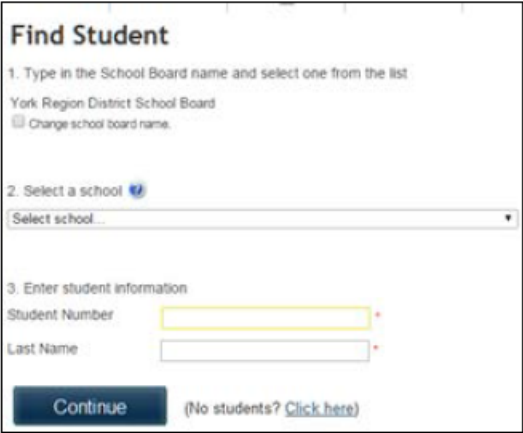 Find Student
1. Type in the School Board name and select one from the list
York Region District School Board
Change school board name.
2. Select a school ?
Select school...
3. Enter student information
Student Number *
Last Name *
Continue (No students? Click here)